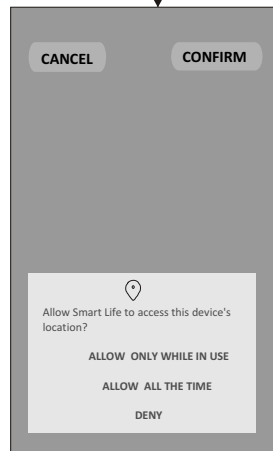 CANCEL
CONFIRM
Allow Smart Life to access this device's
location?
ALLOW ONLY WHILE IN USE
ALLOW ALL THE TIME
DENY